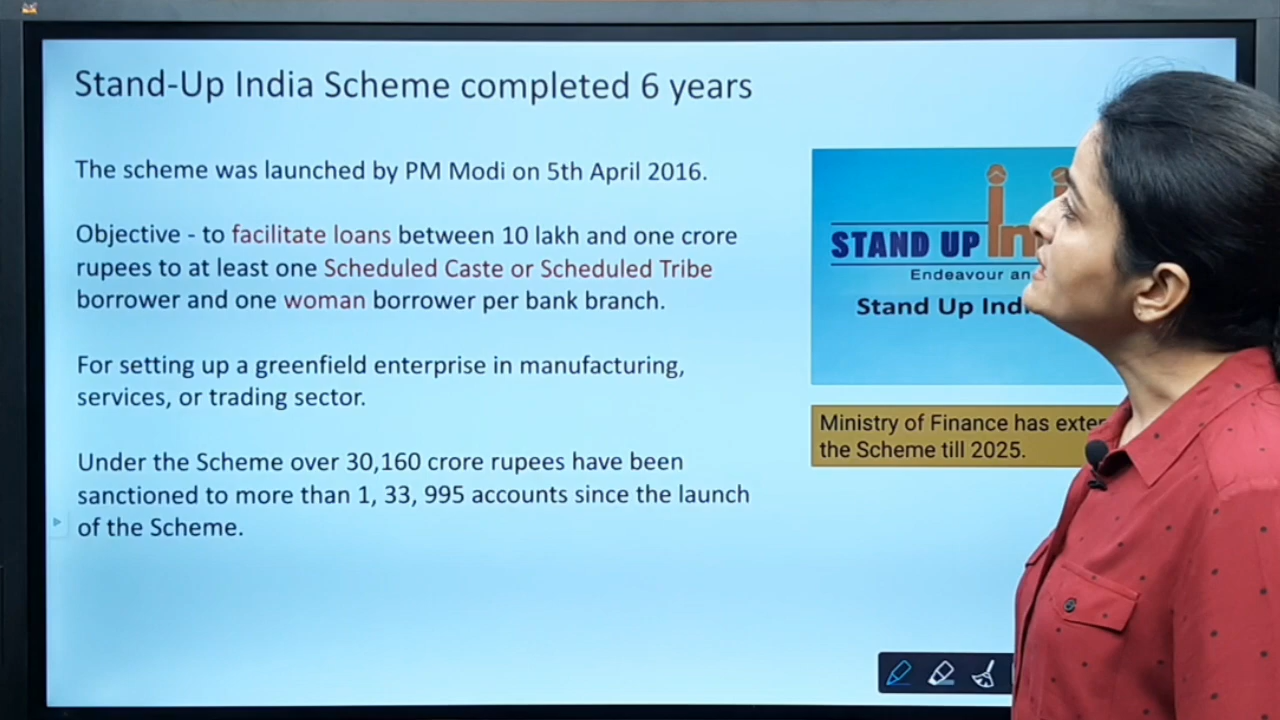 Stand-Up India Scheme completed 6 years
The scheme was launched by PM Modi on 5th April 2016.
Objective - to facilitate loans between 10 lakh and one crore
rupees to at least one Scheduled Caste or Scheduled Tribe
borrower and one woman borrower per bank branch.
For setting up a greenfield enterprise in manufacturing,
services, or trading sector.
Under the Scheme over 30,160 crore rupees have been
sanctioned to more than 1, 33, 995 accounts since the launch
of the Scheme.
STAND UP
Endeavour
Stand Up
Ministry of Finance has
the Scheme till 2025.